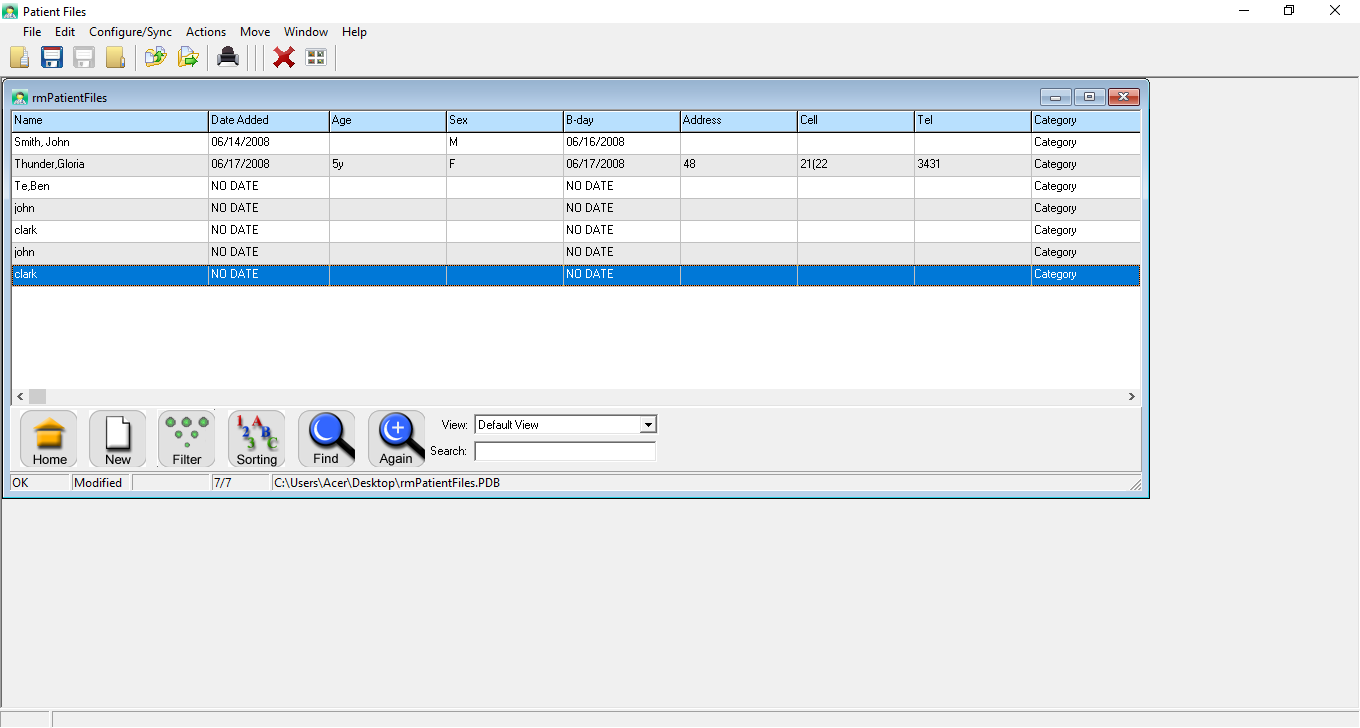 Patient Files
File Edit Configure/Sync Actions Move Window Help
rmPatientFiles
Name Date Added Age Sex B-day Address Cell Tel Category
Smith, John 06/14/2008 M 06/16/2008 Category
Thunder,Gloria 06/17/2008 5y F 06/17/2008 48 21(22 3431 Category
Te,Ben NO DATE NO DATE Category
john NO DATE NO DATE Category
clark NO DATE NO DATE Category
john NO DATE NO DATE Category
clark NO DATE NO DATE Category
Home New Filter Sorting Find Again
View: Default View
Search:
OK Modified 7/7 C:\Users\Acer\Desktop\rmPatientFiles.PDB